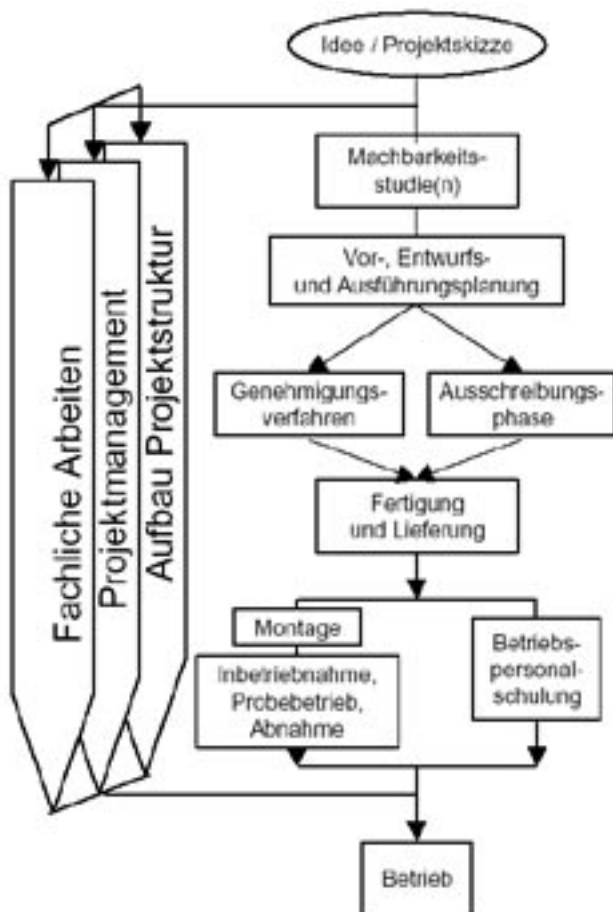 Idee / Projektskizze
Machbarkeits-
studie(n)
Vor-, Entwurfs-
und Ausführungsplanung
Genehmigungs-
verfahren
Ausschreibungs-
phase
Fertigung
und Lieferung
Montage
Inbetriebnahme,
Probebetrieb,
Abnahme
Betriebs-
personal-
schulung
Betrieb
Fachliche Arbeiten
Projektmanagement
Aufbau Projektstruktur